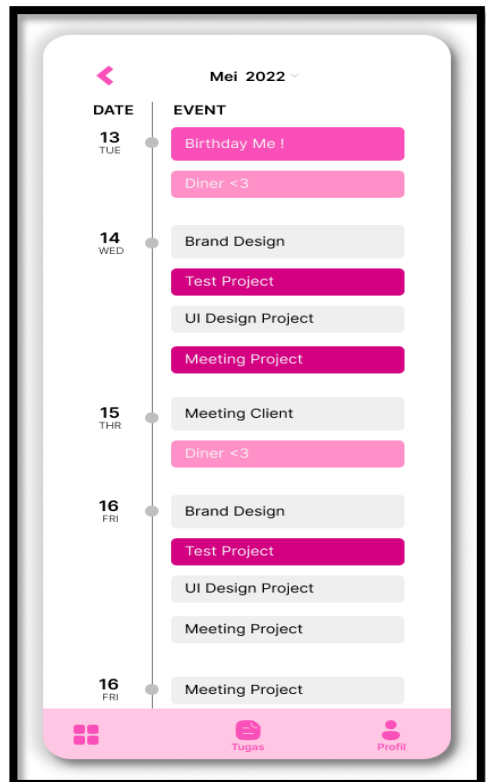 Mei 2022
DATE EVENT
13
TUE
Birthday Me !
Diner <3
14
WED
Brand Design
Test Project
UI Design Project
Meeting Project
15
THR
Meeting Client
Diner <3
16
FRI
Brand Design
Test Project
UI Design Project
Meeting Project
16
FRI
Meeting Project
Tugas
Profil